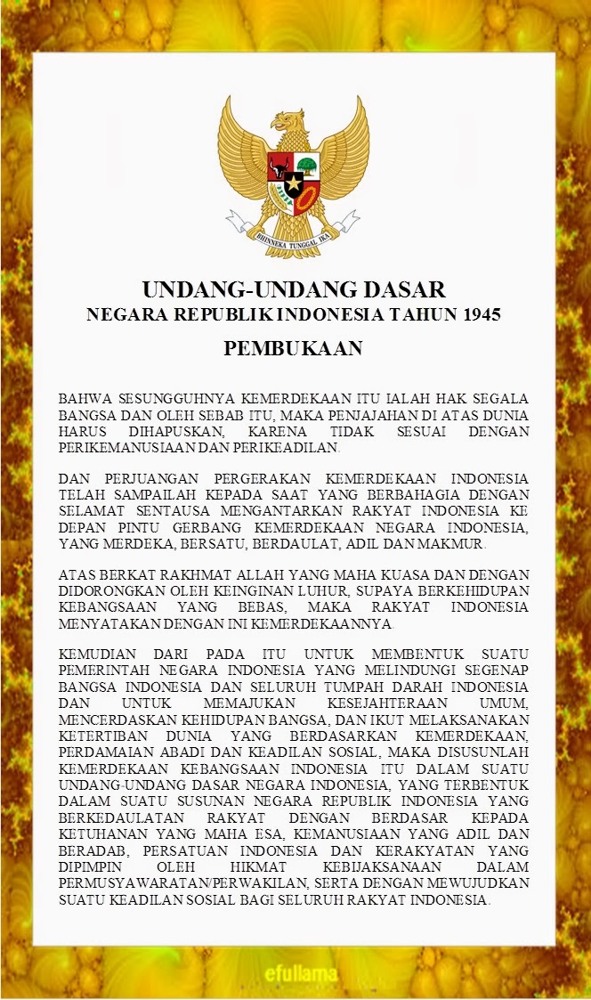 BHINNEKA TUNGGAL IKA
UNDANG-UNDANG DASAR
NEGARA REPUBLIK INDONESIA TAHUN 1945
PEMBUKAAN
BAHWA SESUNGGUHNYA KEMERDEKAAN ITU IALAH HAK SEGALA
BANGSA DAN OLEH SEBAB ITU, MAKA PENJAJAHAN DI ATAS DUNIA
HARUS DIHAPUSKAN, KARENA TIDAK SESUAI DENGAN
PERIKEMANUSIAAN DAN PERIKEADILAN.
DAN PERJUANGAN PERGERAKAN KEMERDEKAAN INDONESIA
TELAH SAMPAILAH KEPADA SAAT YANG BERBAHAGIA DENGAN
SELAMAT SENTAUSA MENGANTARKAN RAKYAT INDONESIA KE
DEPAN PINTU GERBANG KEMERDEKAAN NEGARA INDONESIA,
YANG MERDEKA, BERSATU, BERDAULAT, ADIL DAN MAKMUR.
ATAS BERKAT RAKHMAT ALLAH YANG MAHA KUASA DAN DENGAN
DIDORONGKAN OLEH KEINGINAN LUHUR, SUPAYA BERKEHIDUPAN
KEBANGSAAN YANG BEBAS, MAKA RAKYAT INDONESIA
MENYATAKAN DENGAN INI KEMERDEKAANNYA.
KEMUDIAN DARI PADA ITU UNTUK MEMBENTUK SUATU
PEMERINTAH NEGARA INDONESIA YANG MELINDUNGI SEGENAP
BANGSA INDONESIA DAN SELURUH TUMPAH DARAH INDONESIA
DAN UNTUK MEMAJUKAN KESEJAHTERAAN UMUM,
MENCERDASKAN KEHIDUPAN BANGSA, DAN IKUT MELAKSANAKAN
KETERTIBAN DUNIA YANG BERDASARKAN KEMERDEKAAN,
PERDAMAIAN ABADI DAN KEADILAN SOSIAL, MAKA DISUSUNLAH
KEMERDEKAAN KEBANGSAAN INDONESIA ITU DALAM SUATU
UNDANG-UNDANG DASAR NEGARA INDONESIA, YANG TERBENTUK
DALAM SUATU SUSUNAN NEGARA REPUBLIK INDONESIA YANG
BERKEDAULATAN RAKYAT DENGAN BERDASAR KEPADA
KETUHANAN YANG MAHA ESA, KEMANUSIAAN YANG ADIL DAN
BERADAB, PERSATUAN INDONESIA DAN KERAKYATAN YANG
DIPIMPIN OLEH HIKMAT KEBIJAKSANAAN DALAM
PERMUSYAWARATAN/PERWAKILAN, SERTA DENGAN MEWUJUDKAN
SUATU KEADILAN SOSIAL BAGI SELURUH RAKYAT INDONESIA.
efullama